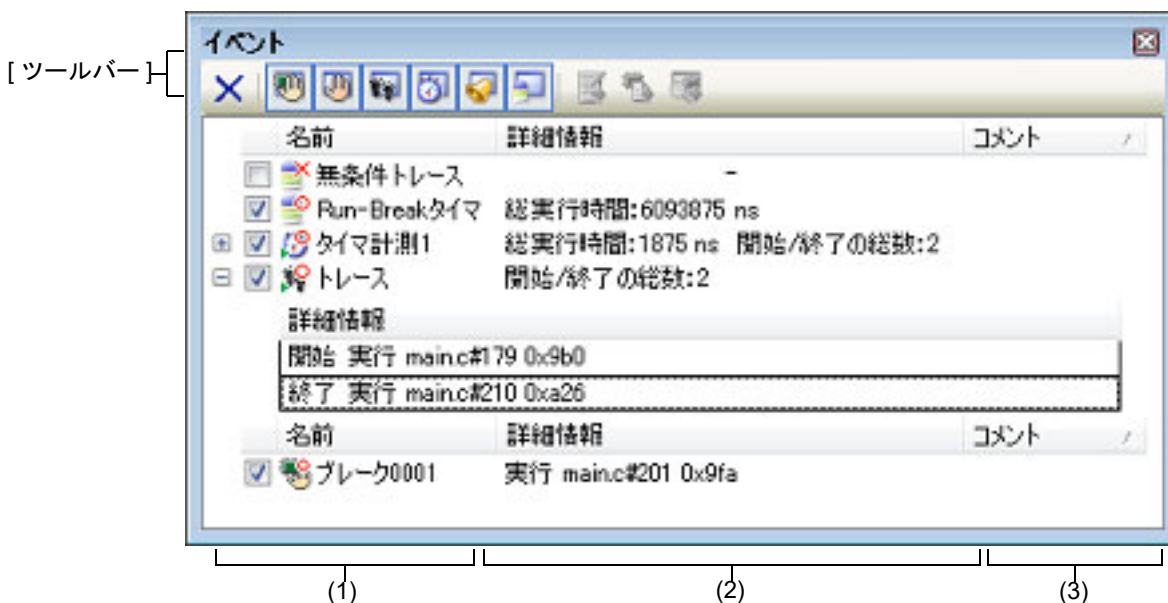 イベント
[ ツールバー ]
名前 詳細情報 コメント
無条件トレース -
Run-Breakタイマ 総実行時間:6093875 ns
タイマ計測1 総実行時間:1875 ns 開始/終了の総数:2
トレース 開始/終了の総数:2
詳細情報
開始 実行 main.c#179 0x9b0
終了 実行 main.c#210 0xa26
名前 詳細情報 コメント
ブレーク0001 実行 main.c#201 0x9fa
(1) (2) (3)